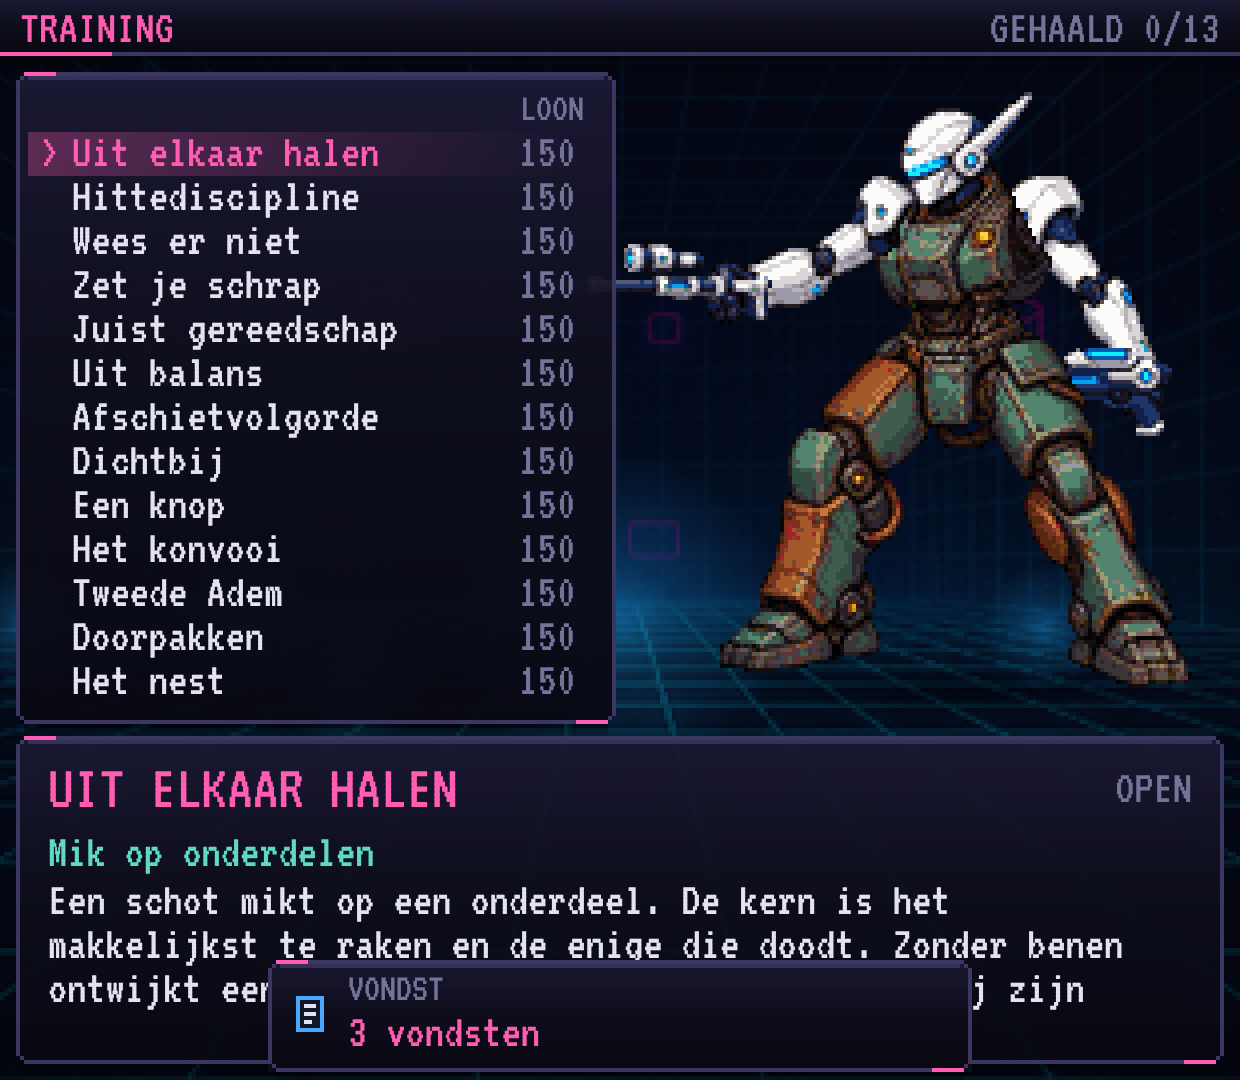 TRAINING
GEHAALD 0/13
LOON
Uit elkaar halen 150
Hittediscipline 150
Wees er niet 150
Zet je schrap 150
Juist gereedschap 150
Uit balans 150
Afschietvolgorde 150
Dichtbij 150
Een knop 150
Het konvooi 150
Tweede Adem 150
Doorpakken 150
Het nest 150
UIT ELKAAR HALEN
OPEN
Mik op onderdelen
Een schot mikt op een onderdeel. De kern is het
makkelijkst te raken en de enige die doodt. Zonder benen
ontwijkt zijn
VONDST
3 vondsten